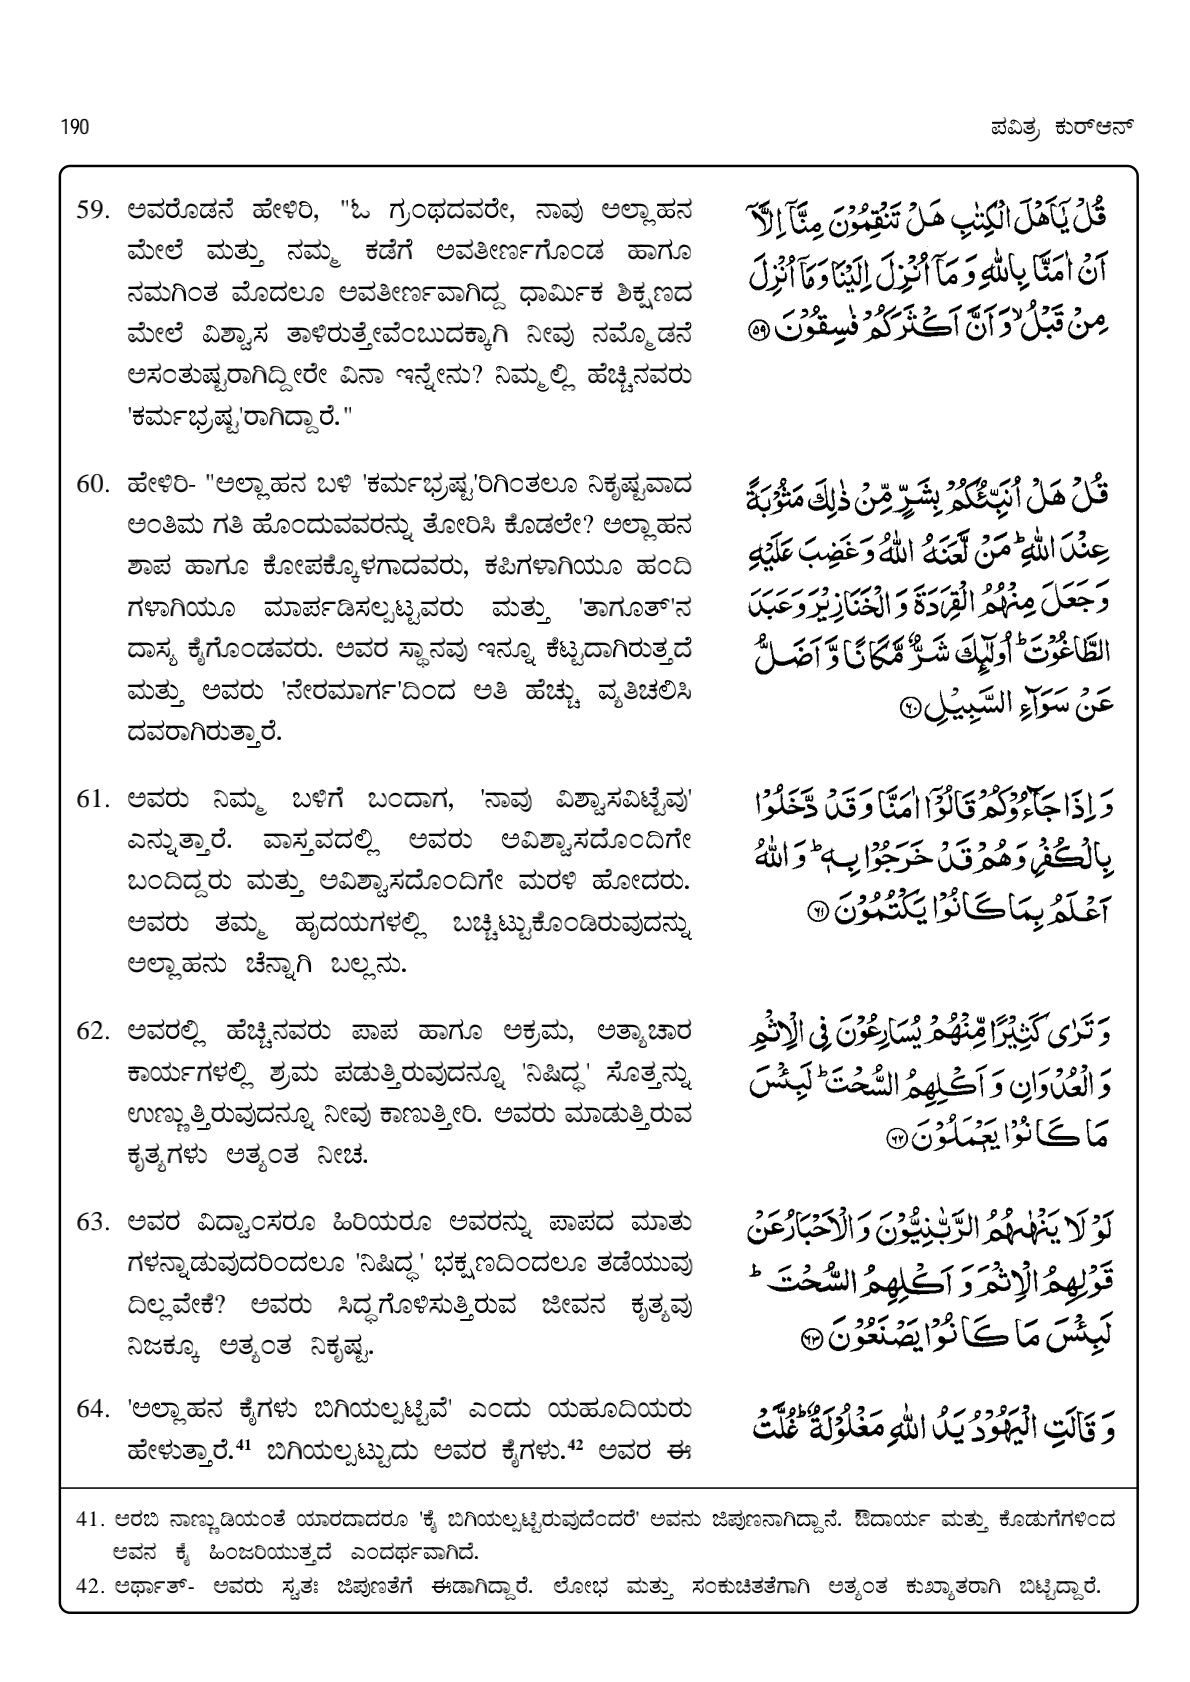 190
ಪವಿತ್ರ ಕುರ್‌ಆನ್
59. ಅವರೊಡನೆ ಹೇಳಿರಿ, "ಓ ಗ್ರಂಥದವರೇ, ನಾವು ಅಲ್ಲಾಹನ
ಮೇಲೆ ಮತ್ತು ನಮ್ಮ ಕಡೆಗೆ ಅವತೀರ್ಣಗೊಂಡ ಹಾಗೂ
ನಮಗಿಂತ ಮೊದಲೂ ಅವತೀರ್ಣವಾಗಿದ್ದ ಧಾರ್ಮಿಕ ಶಿಕ್ಷಣದ
ಮೇಲೆ ವಿಶ್ವಾಸ ತಾಳಿರುತ್ತೇವೆಂಬುದಕ್ಕಾಗಿ ನೀವು ನಮ್ಮೊಡನೆ
ಅಸಂತುಷ್ಟರಾಗಿದ್ದೀರೇ ವಿನಾ ಇನ್ನೇನು? ನಿಮ್ಮಲ್ಲಿ ಹೆಚ್ಚಿನವರು
'ಕರ್ಮಭ್ರಷ್ಟ'ರಾಗಿದ್ದಾರೆ."
قُلْ يٰۤاَهْلَ الْكِتٰبِ هَلْ تَنْقِمُوْنَ مِنَّاۤ اِلَّاۤ
اَنْ اٰمَنَّا بِاللّٰهِ وَمَاۤ اُنْزِلَ اِلَيْنَا وَمَاۤ اُنْزِلَ
مِنْ قَبْلُ ۙ وَاَنَّ اَكْثَرَكُمْ فٰسِقُوْنَ ۝٥٩
60. ಹೇಳಿರಿ- "ಅಲ್ಲಾಹನ ಬಳಿ 'ಕರ್ಮಭ್ರಷ್ಟ'ರಿಗಿಂತಲೂ ನಿಕೃಷ್ಟವಾದ
ಅಂತಿಮ ಗತಿ ಹೊಂದುವವರನ್ನು ತೋರಿಸಿ ಕೊಡಲೇ? ಅಲ್ಲಾಹನ
ಶಾಪ ಹಾಗೂ ಕೋಪಕ್ಕೊಳಗಾದವರು, ಕಪಿಗಳಾಗಿಯೂ ಹಂದಿ
ಗಳಾಗಿಯೂ ಮಾರ್ಪಡಿಸಲ್ಪಟ್ಟವರು ಮತ್ತು 'ತಾಗೂತ್'ನ
ದಾಸ್ಯ ಕೈಗೊಂಡವರು. ಅವರ ಸ್ಥಾನವು ಇನ್ನೂ ಕೆಟ್ಟದಾಗಿರುತ್ತದೆ
ಮತ್ತು ಅವರು 'ನೇರಮಾರ್ಗ'ದಿಂದ ಅತಿ ಹೆಚ್ಚು ವ್ಯತಿಚಲಿಸಿ
ದವರಾಗಿರುತ್ತಾರೆ.
قُلْ هَلْ اُنَبِّئُكُمْ بِشَرٍّ مِّنْ ذٰلِكَ مَثُوْبَةً
عِنْدَ اللّٰهِ ؕ مَنْ لَّعَنَهُ اللّٰهُ وَغَضِبَ عَلَيْهِ
وَجَعَلَ مِنْهُمُ الْقِرَدَةَ وَالْخَنَازِيْرَ وَعَبَدَ
الطَّاغُوْتَ ؕ اُولٰٓئِكَ شَرٌّ مَّكَانًا وَّاَضَلُّ
عَنْ سَوَآءِ السَّبِيْلِ ۝٦٠
61. ಅವರು ನಿಮ್ಮ ಬಳಿಗೆ ಬಂದಾಗ, 'ನಾವು ವಿಶ್ವಾಸವಿಟ್ಟೆವು'
ಎನ್ನುತ್ತಾರೆ. ವಾಸ್ತವದಲ್ಲಿ ಅವರು ಅವಿಶ್ವಾಸದೊಂದಿಗೇ
ಬಂದಿದ್ದರು ಮತ್ತು ಅವಿಶ್ವಾಸದೊಂದಿಗೇ ಮರಳಿ ಹೋದರು.
ಅವರು ತಮ್ಮ ಹೃದಯಗಳಲ್ಲಿ ಬಚ್ಚಿಟ್ಟುಕೊಂಡಿರುವುದನ್ನು
ಅಲ್ಲಾಹನು ಚೆನ್ನಾಗಿ ಬಲ್ಲನು.
وَاِذَا جَآءُوْكُمْ قَالُوْۤا اٰمَنَّا وَقَدْ دَّخَلُوْا
بِالْكُفْرِ وَهُمْ قَدْ خَرَجُوْا بِهٖ ؕ وَاللّٰهُ
اَعْلَمُ بِمَا كَانُوْا يَكْتُمُوْنَ ۝٦١
62. ಅವರಲ್ಲಿ ಹೆಚ್ಚಿನವರು ಪಾಪ ಹಾಗೂ ಅಕ್ರಮ, ಅತ್ಯಾಚಾರ
ಕಾರ್ಯಗಳಲ್ಲಿ ಶ್ರಮ ಪಡುತ್ತಿರುವುದನ್ನೂ 'ನಿಷಿದ್ಧ' ಸೊತ್ತನ್ನು
ಉಣ್ಣುತ್ತಿರುವುದನ್ನೂ ನೀವು ಕಾಣುತ್ತೀರಿ. ಅವರು ಮಾಡುತ್ತಿರುವ
ಕೃತ್ಯಗಳು ಅತ್ಯಂತ ನೀಚ.
وَتَرٰى كَثِيْرًا مِّنْهُمْ يُسَارِعُوْنَ فِى الْاِثْمِ
وَالْعُدْوَانِ وَاَكْلِهِمُ السُّحْتَ ؕ لَبِئْسَ
مَا كَانُوْا يَعْمَلُوْنَ ۝٦٢
63. ಅವರ ವಿದ್ವಾಂಸರೂ ಹಿರಿಯರೂ ಅವರನ್ನು ಪಾಪದ ಮಾತು
ಗಳನ್ನಾಡುವುದರಿಂದಲೂ 'ನಿಷಿದ್ಧ' ಭಕ್ಷಣದಿಂದಲೂ ತಡೆಯುವು
ದಿಲ್ಲವೇಕೆ? ಅವರು ಸಿದ್ಧಗೊಳಿಸುತ್ತಿರುವ ಜೀವನ ಕೃತ್ಯವು
ನಿಜಕ್ಕೂ ಅತ್ಯಂತ ನಿಕೃಷ್ಟ.
لَوْلَا يَنْهٰهُمُ الرَّبّٰنِيُّوْنَ وَالْاَحْبَارُ عَنْ
قَوْلِهِمُ الْاِثْمَ وَاَكْلِهِمُ السُّحْتَ ؕ
لَبِئْسَ مَا كَانُوْا يَصْنَعُوْنَ ۝٦٣
64. 'ಅಲ್ಲಾಹನ ಕೈಗಳು ಬಿಗಿಯಲ್ಪಟ್ಟಿವೆ' ಎಂದು ಯಹೂದಿಯರು
ಹೇಳುತ್ತಾರೆ.41 ಬಿಗಿಯಲ್ಪಟ್ಟುದು ಅವರ ಕೈಗಳು.42 ಅವರ ಈ
وَقَالَتِ الْيَهُوْدُ يَدُ اللّٰهِ مَغْلُوْلَةٌ ؕ غُلَّتْ
41. ಅರಬಿ ನಾಣ್ಣುಡಿಯಂತೆ ಯಾರದಾದರೂ 'ಕೈ ಬಿಗಿಯಲ್ಪಟ್ಟಿರುವುದೆಂದರೆ' ಅವನು ಜಿಪುಣನಾಗಿದ್ದಾನೆ. ಔದಾರ್ಯ ಮತ್ತು ಕೊಡುಗೆಗಳಿಂದ
ಅವನ ಕೈ ಹಿಂಜರಿಯುತ್ತದೆ ಎಂದರ್ಥವಾಗಿದೆ.
42. ಅರ್ಥಾತ್- ಅವರು ಸ್ವತಃ ಜಿಪುಣತೆಗೆ ಈಡಾಗಿದ್ದಾರೆ. ಲೋಭ ಮತ್ತು ಸಂಕುಚಿತತೆಗಾಗಿ ಅತ್ಯಂತ ಕುಖ್ಯಾತರಾಗಿ ಬಿಟ್ಟಿದ್ದಾರೆ.